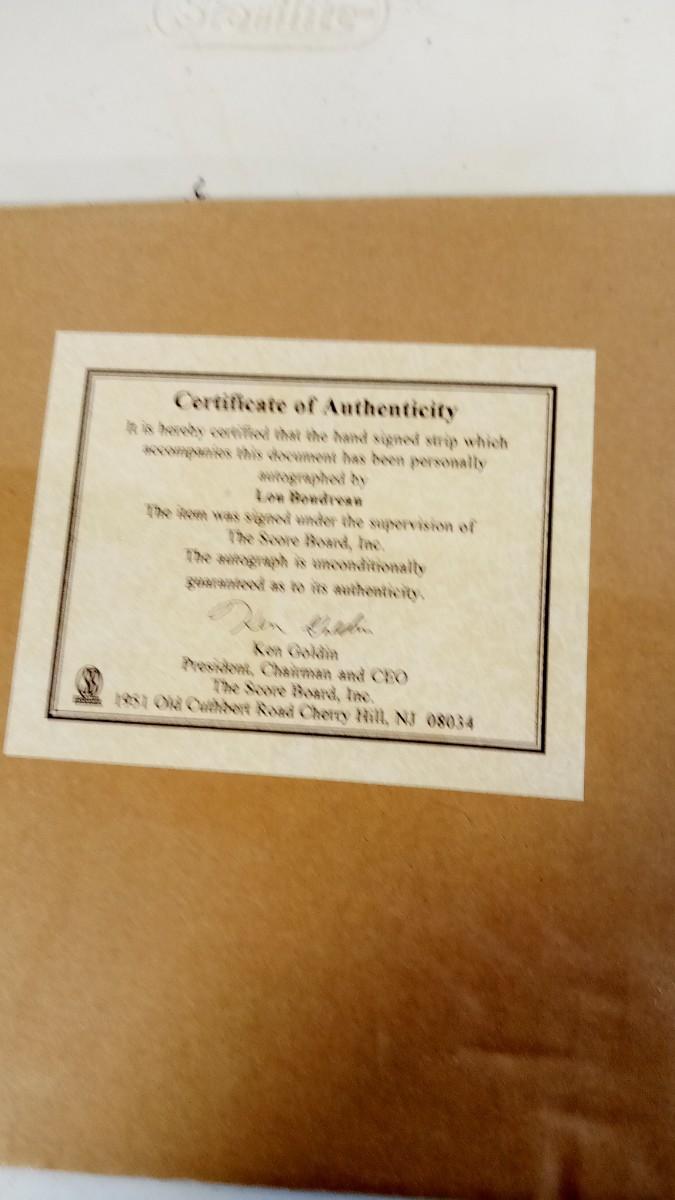 Sterilite
Certificate of Authenticity
It is hereby certified that the hand signed strip which
accompanies this document has been personally
autographed by
Lou Boudreau
The item was signed under the supervision of
The Score Board, Inc.
The autograph is unconditionally
guaranteed as to its authenticity.
Ken Goldin
Ken Goldin
President, Chairman and CEO
The Score Board, Inc.
1951 Old Cuthbert Road Cherry Hill, NJ 08034